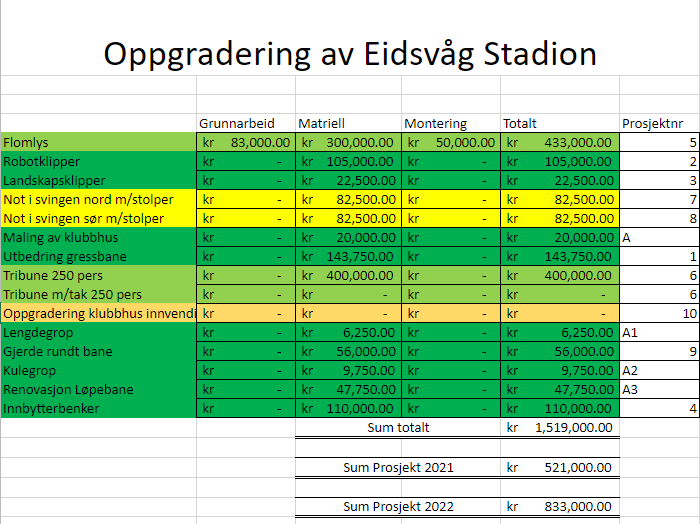 Oppgradering av Eidsvåg Stadion
Grunnarbeid Matriell Montering Totalt Prosjektnr
Flomlys kr 83,000.00 kr 300,000.00 kr 50,000.00 kr 433,000.00 5
Robotklipper kr - kr 105,000.00 kr - kr 105,000.00 2
Landskapsklipper kr - kr 22,500.00 kr - kr 22,500.00 3
Not i svingen nord m/stolper kr - kr 82,500.00 kr - kr 82,500.00 7
Not i svingen sør m/stolper kr - kr 82,500.00 kr - kr 82,500.00 8
Maling av klubbhus kr - kr 20,000.00 kr - kr 20,000.00 A
Utbedring gressbane kr - kr 143,750.00 kr - kr 143,750.00 1
Tribune 250 pers kr - kr 400,000.00 kr - kr 400,000.00 6
Tribune m/tak 250 pers kr - kr - kr - kr - 6
Oppgradering klubbhus innvendi kr - kr - kr - kr - 10
Lengdegrop kr - kr 6,250.00 kr - kr 6,250.00 A1
Gjerde rundt bane kr - kr 56,000.00 kr - kr 56,000.00 9
Kulegrop kr - kr 9,750.00 kr - kr 9,750.00 A2
Renovasjon Løpebane kr - kr 47,750.00 kr - kr 47,750.00 A3
Innbytterbenker kr - kr 110,000.00 kr - kr 110,000.00 4
Sum totalt kr 1,519,000.00
Sum Prosjekt 2021 kr 521,000.00
Sum Prosjekt 2022 kr 833,000.00